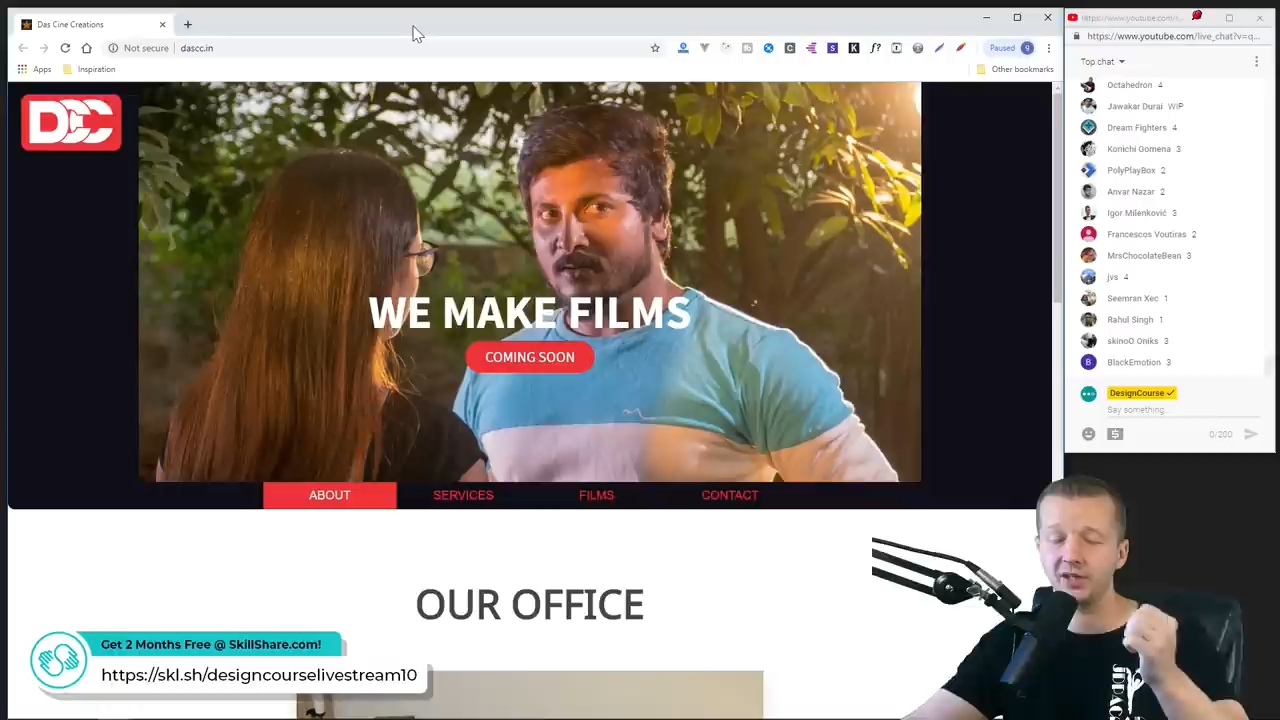 Das Cine Creations
https://www.youtube.com/l...
Not secure
dascc.in
Paused
https://www.youtube.com/live_chat?v=q...
Apps
Inspiration
Other bookmarks
Top chat
DCC
WE MAKE FILMS
COMING SOON
ABOUT
SERVICES
FILMS
CONTACT
OUR OFFICE
Octahedron 4
Jawakar Durai WIP
Dream Fighters 4
Konichi Gomena 3
PolyPlayBox 2
Anvar Nazar 2
Igor Milenković 3
Francescos Voutiras 2
MrsChocolateBean 3
jvs 4
Seemran Xec 1
Rahul Singh 1
skinoO Oniks 3
BlackEmotion 3
DesignCourse
Say something...
0/200
Get 2 Months Free @ SkillShare.com!
https://skl.sh/designcourselivestream10